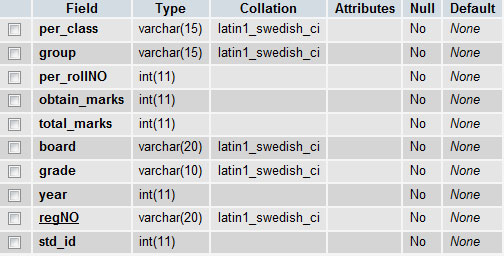 Field Type Collation Attributes Null Default
per_class varchar(15) latin1_swedish_ci No None
group varchar(15) latin1_swedish_ci No None
per_rollNO int(11) No None
obtain_marks int(11) No None
total_marks int(11) No None
board varchar(20) latin1_swedish_ci No None
grade varchar(10) latin1_swedish_ci No None
year int(11) No None
regNO varchar(20) latin1_swedish_ci No None
std_id int(11) No None